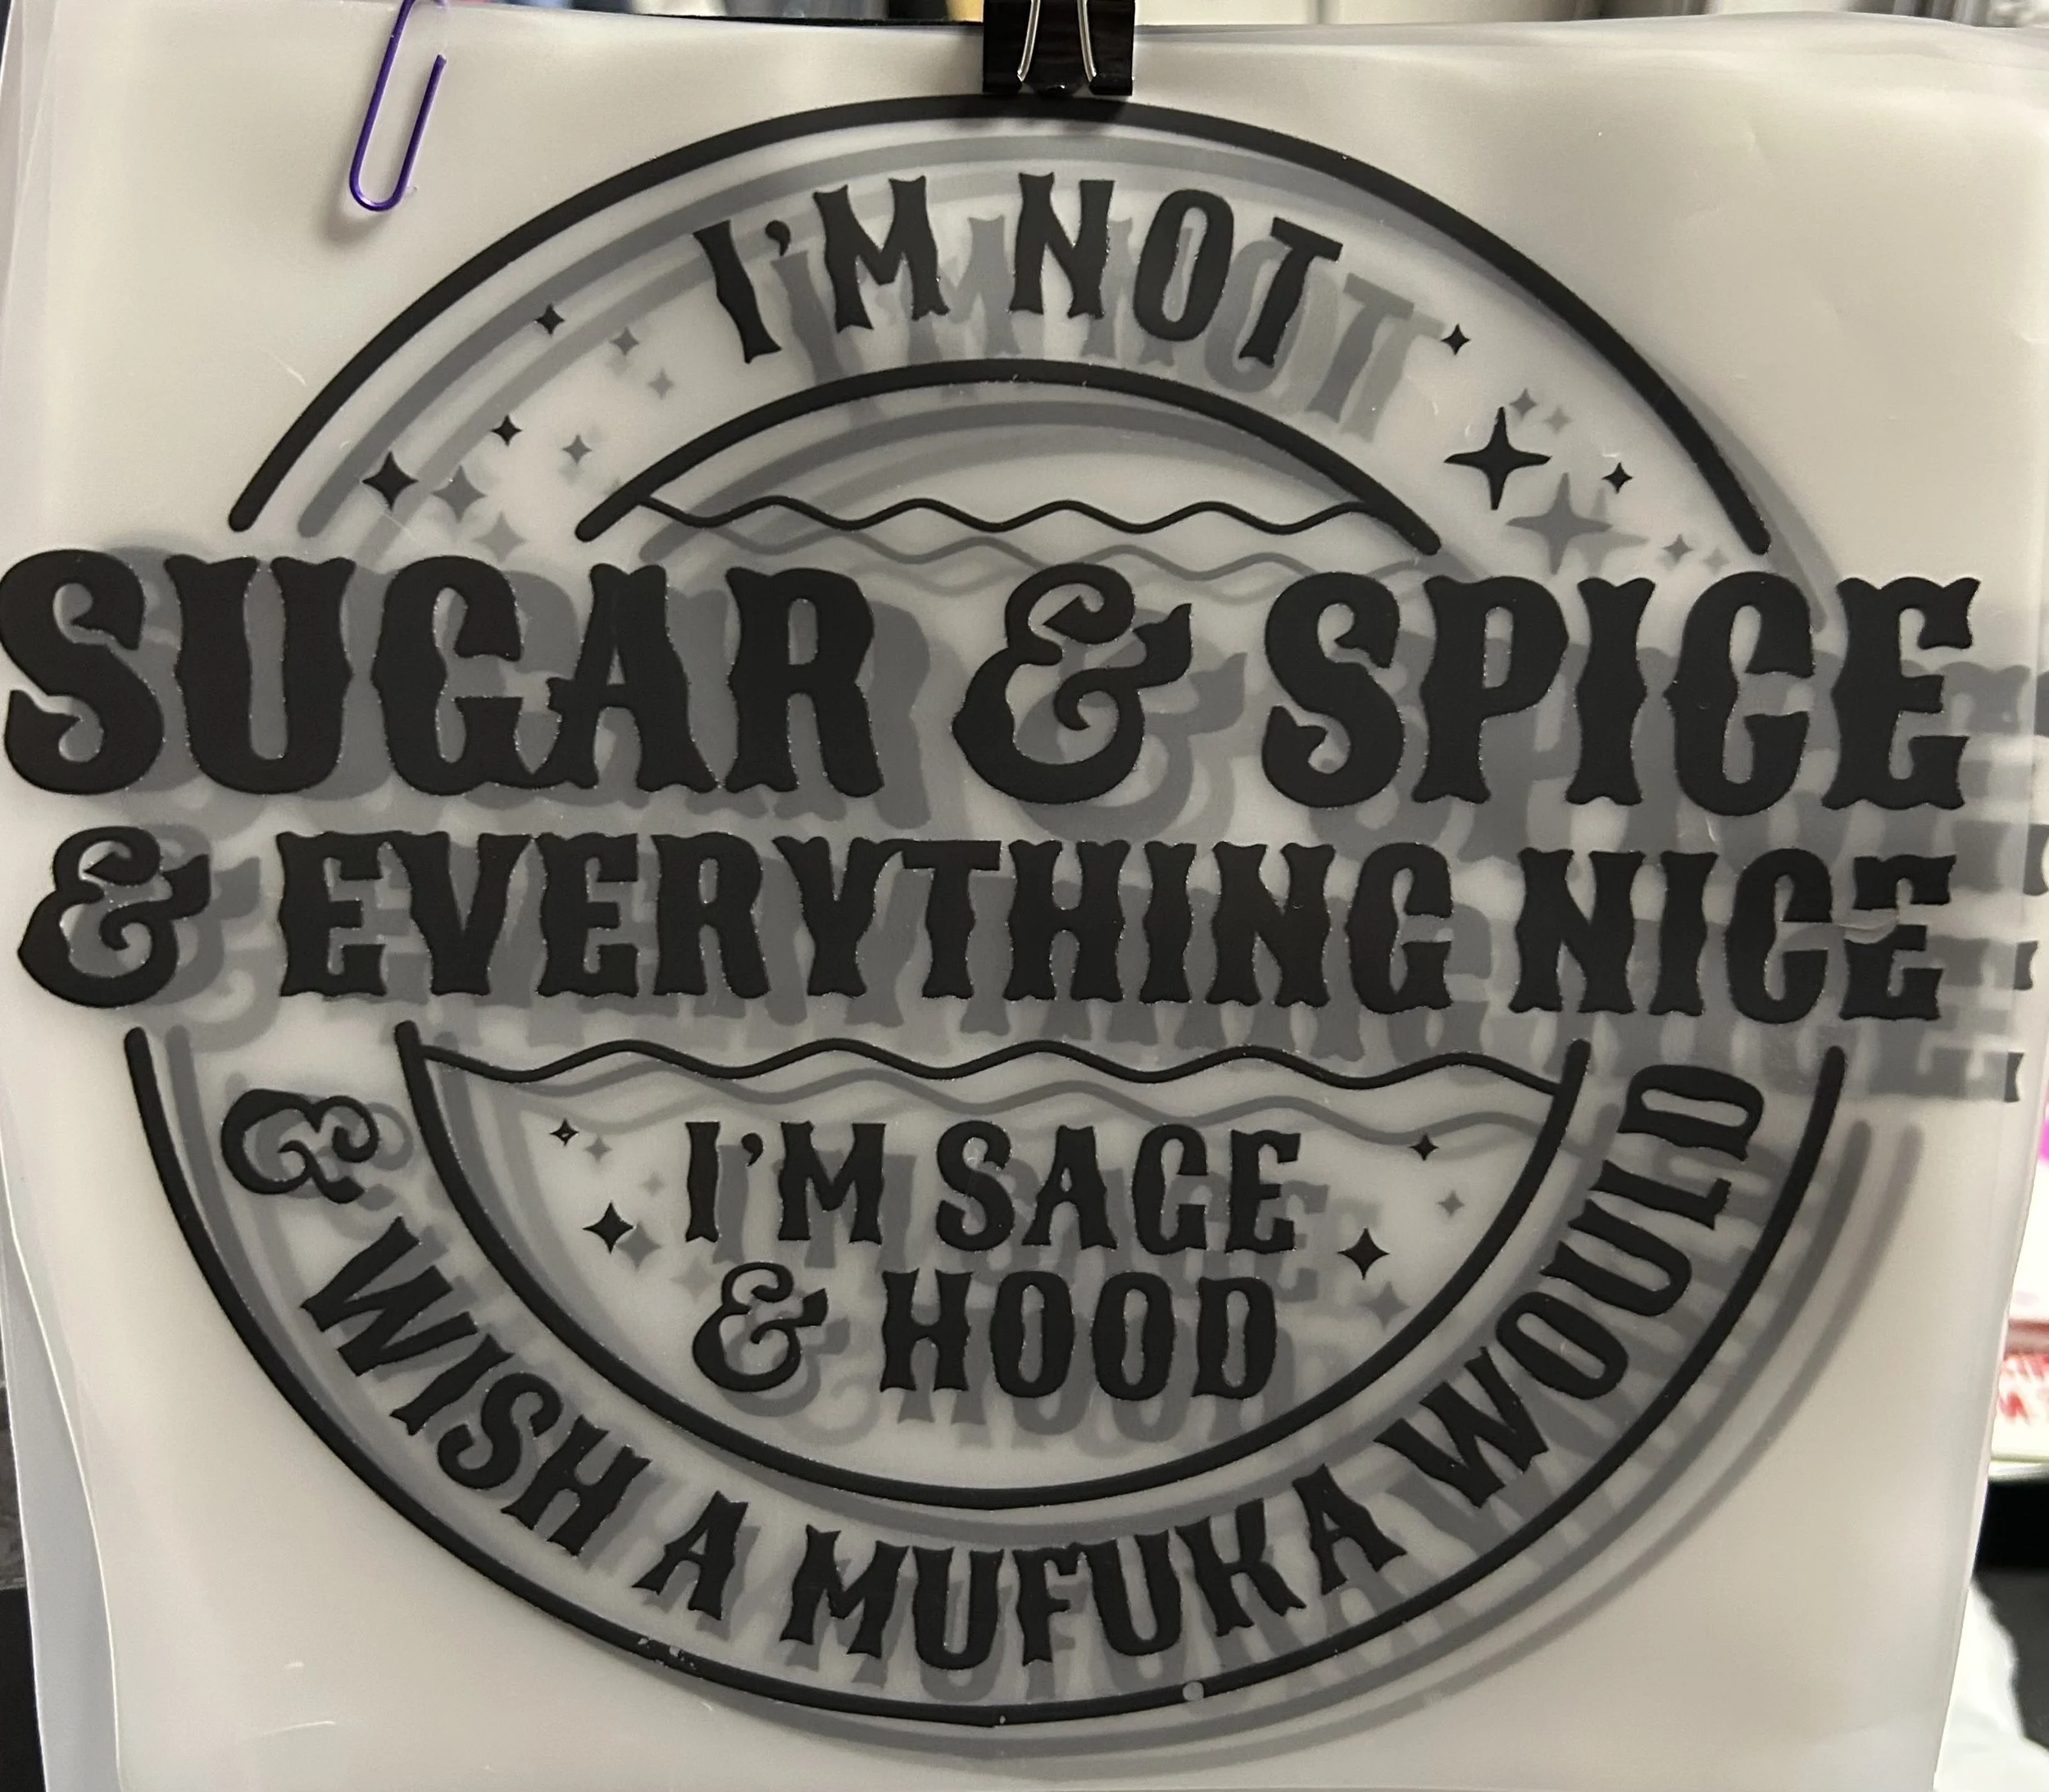 I'M NOT
SUGAR & SPICE
& EVERYTHING NICE
I'M SAGE
& HOOD
& WISH A MUFUKA WOULD